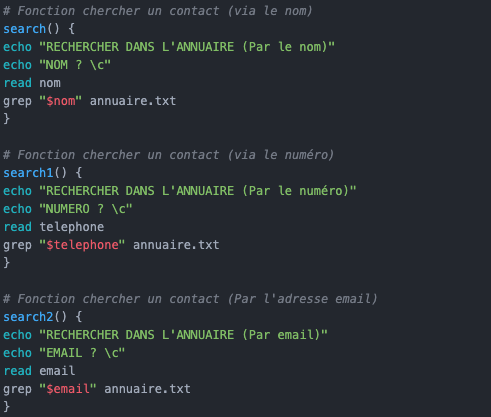 # Fonction chercher un contact (via le nom)
search() {
echo "RECHERCHER DANS L'ANNUAIRE (Par le nom)"
echo "NOM ? \c"
read nom
grep "$nom" annuaire.txt
}
# Fonction chercher un contact (via le numéro)
search1() {
echo "RECHERCHER DANS L'ANNUAIRE (Par le numéro)"
echo "NUMERO ? \c"
read telephone
grep "$telephone" annuaire.txt
}
# Fonction chercher un contact (Par l'adresse email)
search2() {
echo "RECHERCHER DANS L'ANNUAIRE (Par email)"
echo "EMAIL ? \c"
read email
grep "$email" annuaire.txt
}